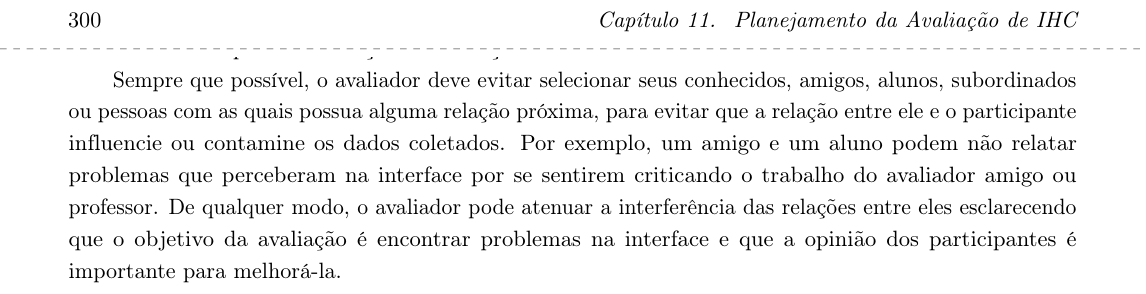 300 Capítulo 11. Planejamento da Avaliação de IHC
Sempre que possível, o avaliador deve evitar selecionar seus conhecidos, amigos, alunos, subordinados
ou pessoas com as quais possua alguma relação próxima, para evitar que a relação entre ele e o participante
influencie ou contamine os dados coletados. Por exemplo, um amigo e um aluno podem não relatar
problemas que perceberam na interface por se sentirem criticando o trabalho do avaliador amigo ou
professor. De qualquer modo, o avaliador pode atenuar a interferência das relações entre eles esclarecendo
que o objetivo da avaliação é encontrar problemas na interface e que a opinião dos participantes é
importante para melhorá-la.